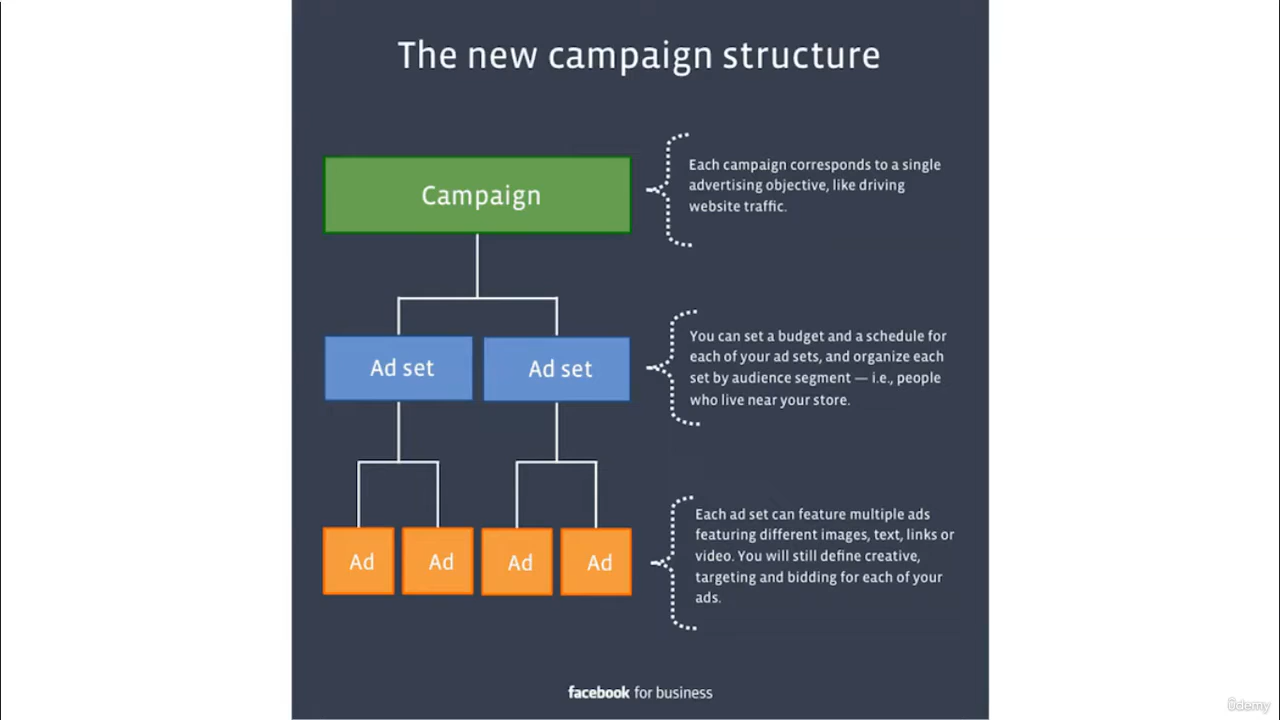 The new campaign structure
Campaign
Each campaign corresponds to a single
advertising objective, like driving
website traffic.
Ad set
Ad set
You can set a budget and a schedule for
each of your ad sets, and organize each
set by audience segment — i.e., people
who live near your store.
Ad
Ad
Ad
Ad
Each ad set can feature multiple ads
featuring different images, text, links or
video. You will still define creative,
targeting and bidding for each of your
ads.
facebook for business
ûdemy